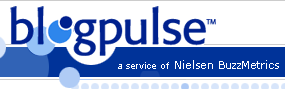 blogpulse™
a service of Nielsen BuzzMetrics